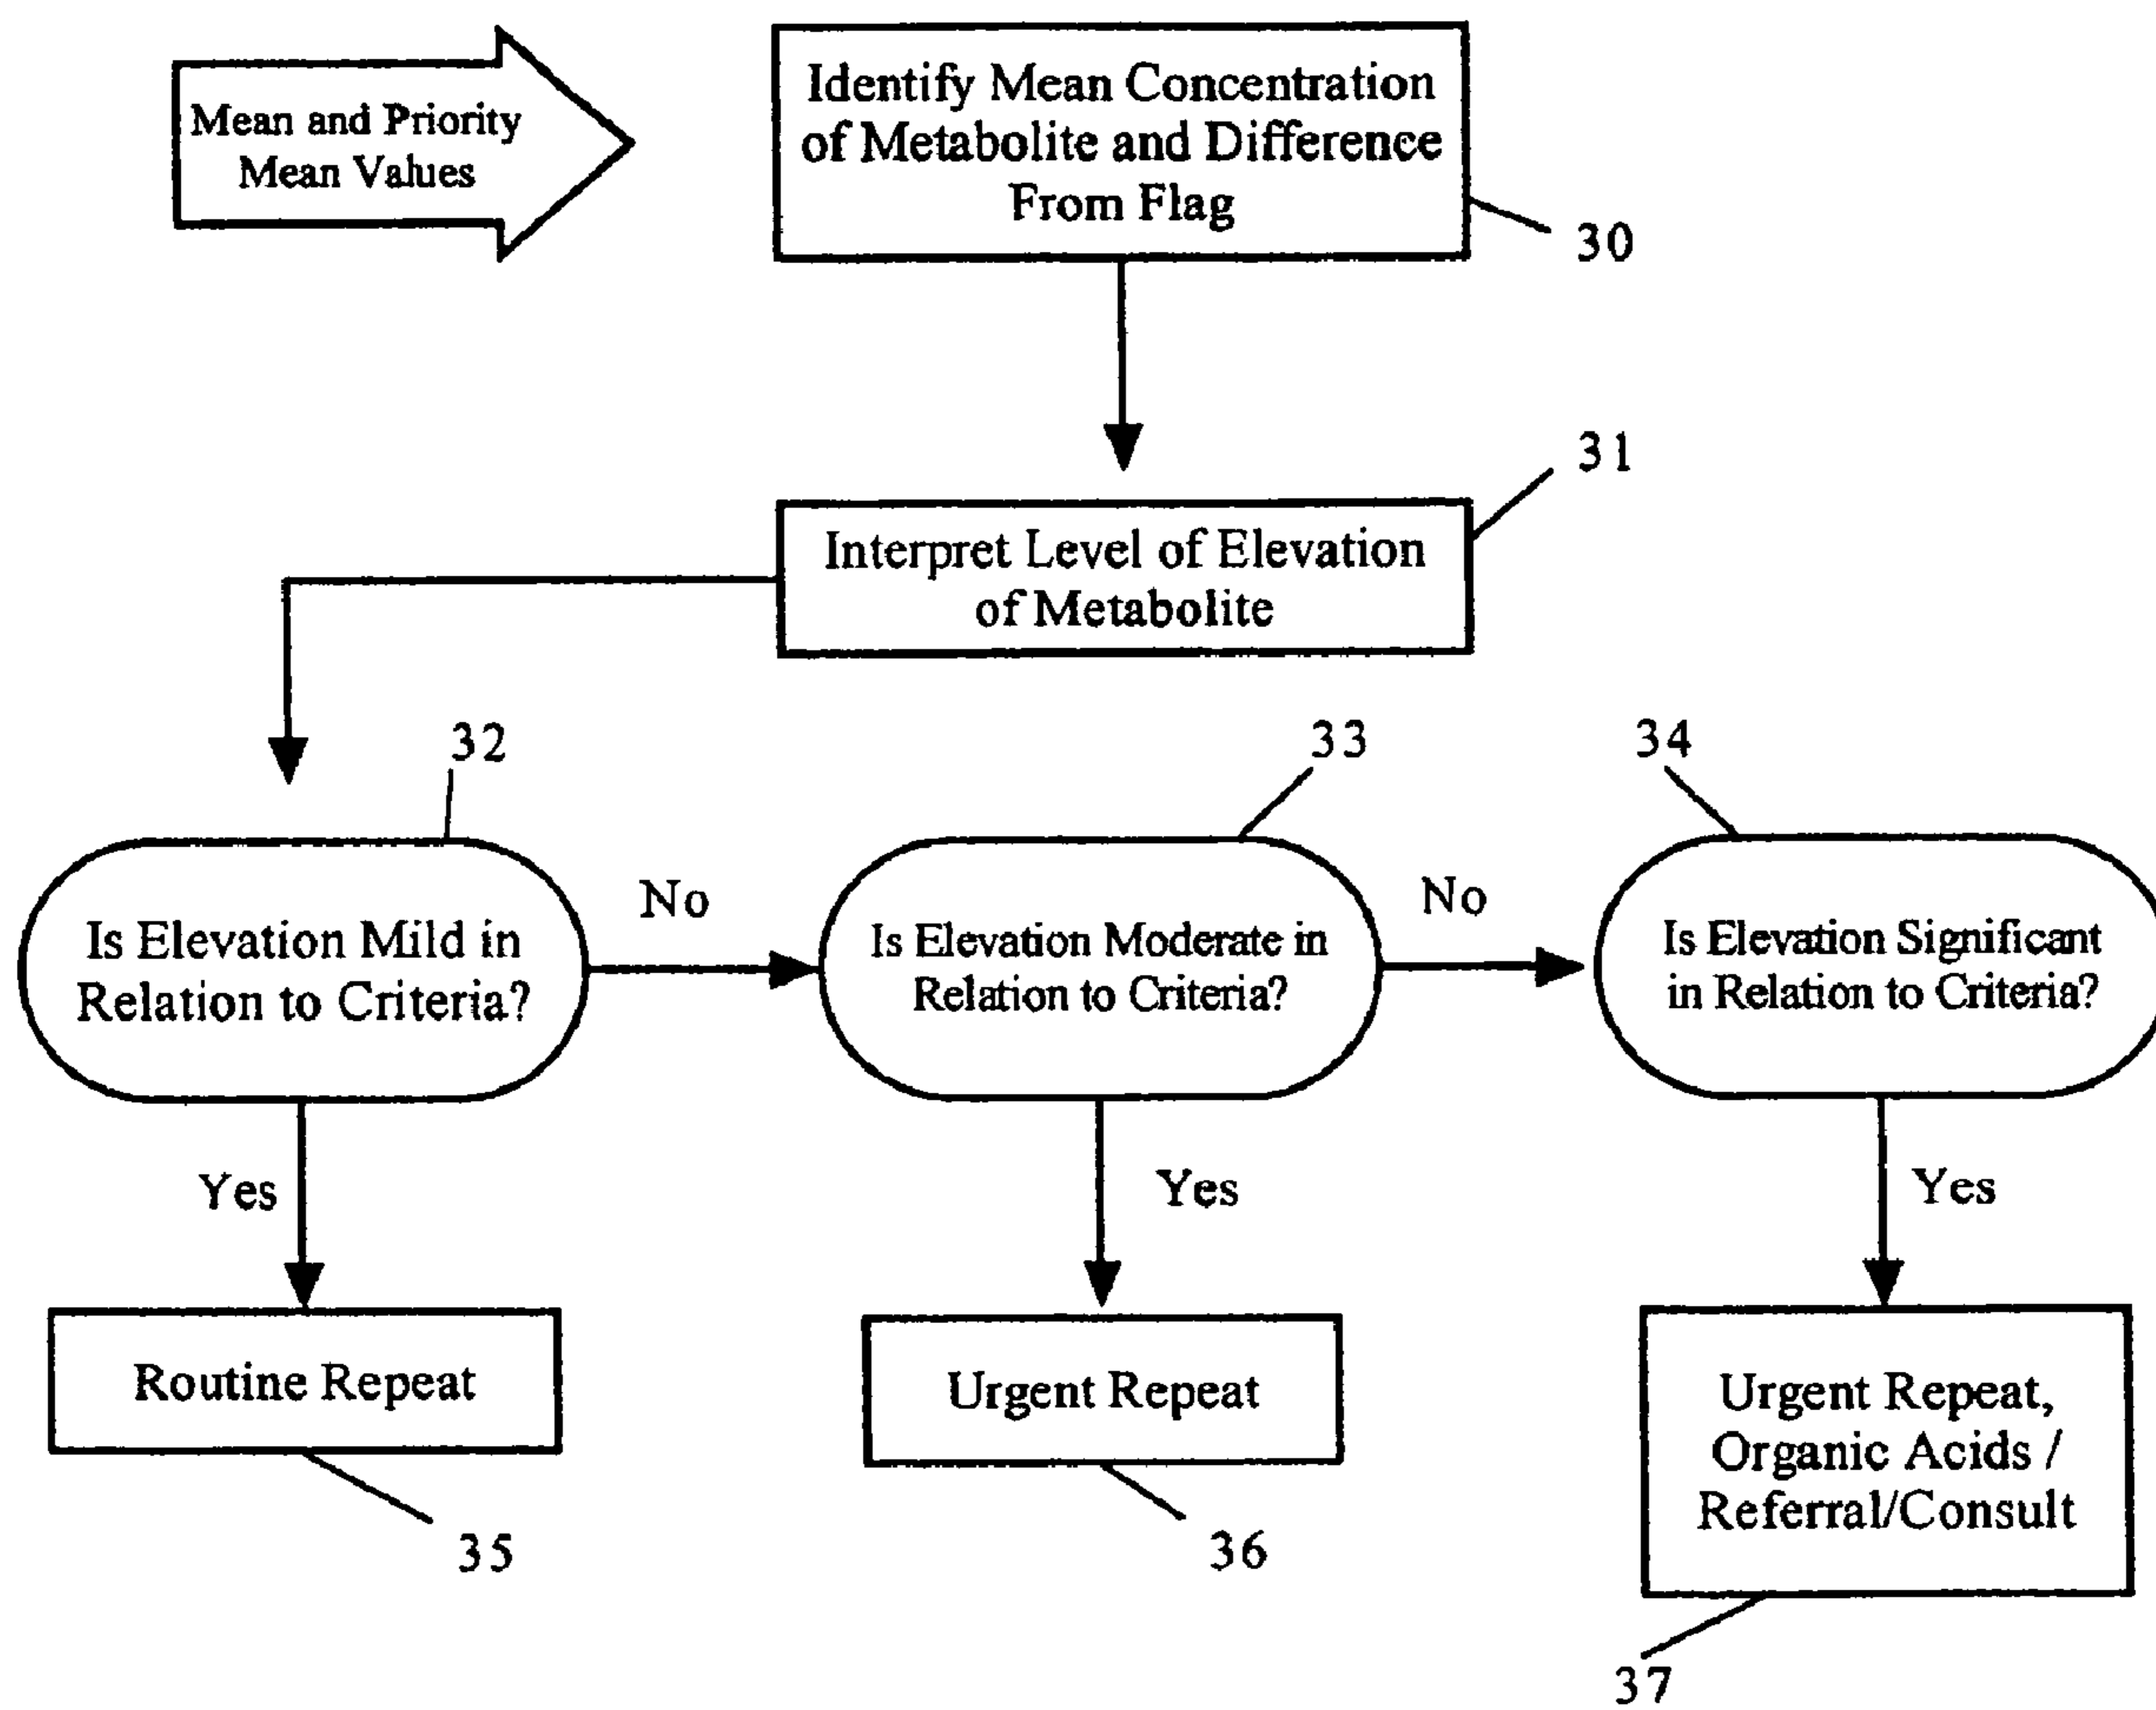 Mean and Priority
Mean Values
Identify Mean Concentration
of Metabolite and Difference
From Flag
30
31
Interpret Level of Elevation
of Metabolite
32
33
34
Is Elevation Mild in
Relation to Criteria?
No
Is Elevation Moderate in
Relation to Criteria?
No
Is Elevation Significant
in Relation to Criteria?
Yes
Yes
Yes
Routine Repeat
Urgent Repeat
Urgent Repeat,
Organic Acids /
Referral/Consult
35
36
37